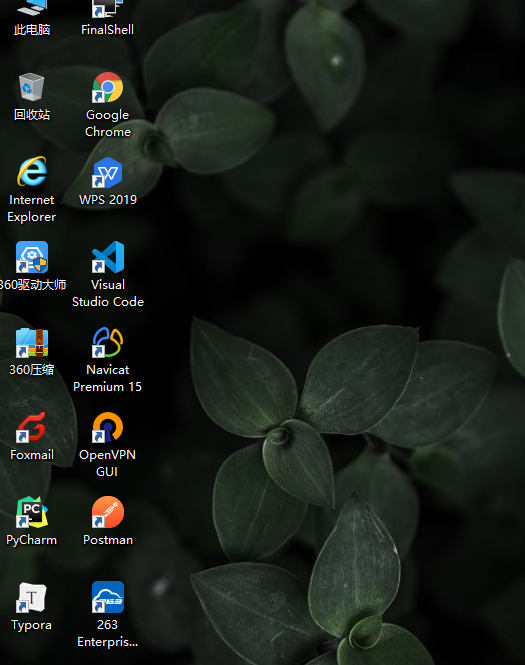 此电脑
FinalShell
回收站
Google
Chrome
Internet
Explorer
WPS 2019
360驱动大师
Visual
Studio Code
360压缩
Navicat
Premium 15
Foxmail
OpenVPN
GUI
PC
PyCharm
Postman
T
Typora
263
263
Enterpris...